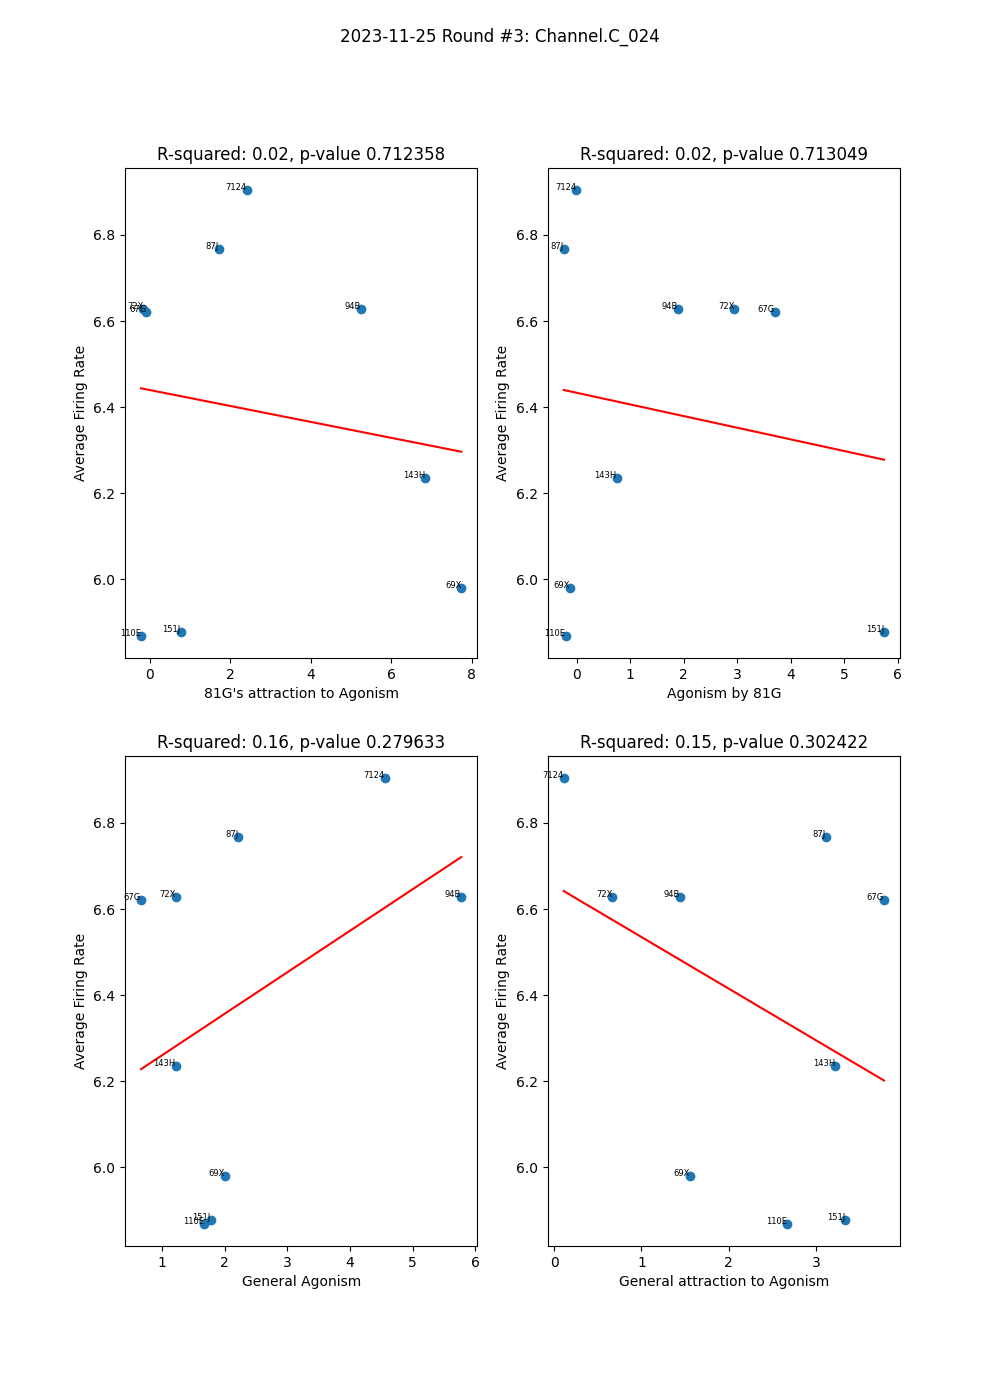 2023-11-25 Round #3: Channel.C_024
R-squared: 0.02, p-value 0.712358
Average Firing Rate
6.8
6.6
6.4
6.2
6.0
7124
87J
72X
67G
94B
143H
69X
151J
110E
0 2 4 6 8
81G's attraction to Agonism
R-squared: 0.02, p-value 0.713049
Average Firing Rate
6.8
6.6
6.4
6.2
6.0
7124
87J
94B
72X
67G
143H
69X
151J
110E
0 1 2 3 4 5 6
Agonism by 81G
R-squared: 0.16, p-value 0.279633
Average Firing Rate
6.8
6.6
6.4
6.2
6.0
7124
87J
67G
72X
94B
143H
69X
151J
110E
1 2 3 4 5 6
General Agonism
R-squared: 0.15, p-value 0.302422
Average Firing Rate
6.8
6.6
6.4
6.2
6.0
7124
87J
72X
94B
67G
143H
69X
151J
110E
0 1 2 3
General attraction to Agonism